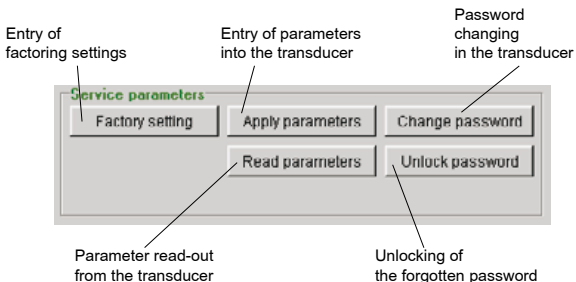 Password
changing
in the transducer
Entry of
factoring settings
Entry of parameters
into the transducer
Service parameters
Factory setting
Apply parameters
Change password
Read parameters
Unlock password
Parameter read-out
from the transducer
Unlocking of
the forgotten password